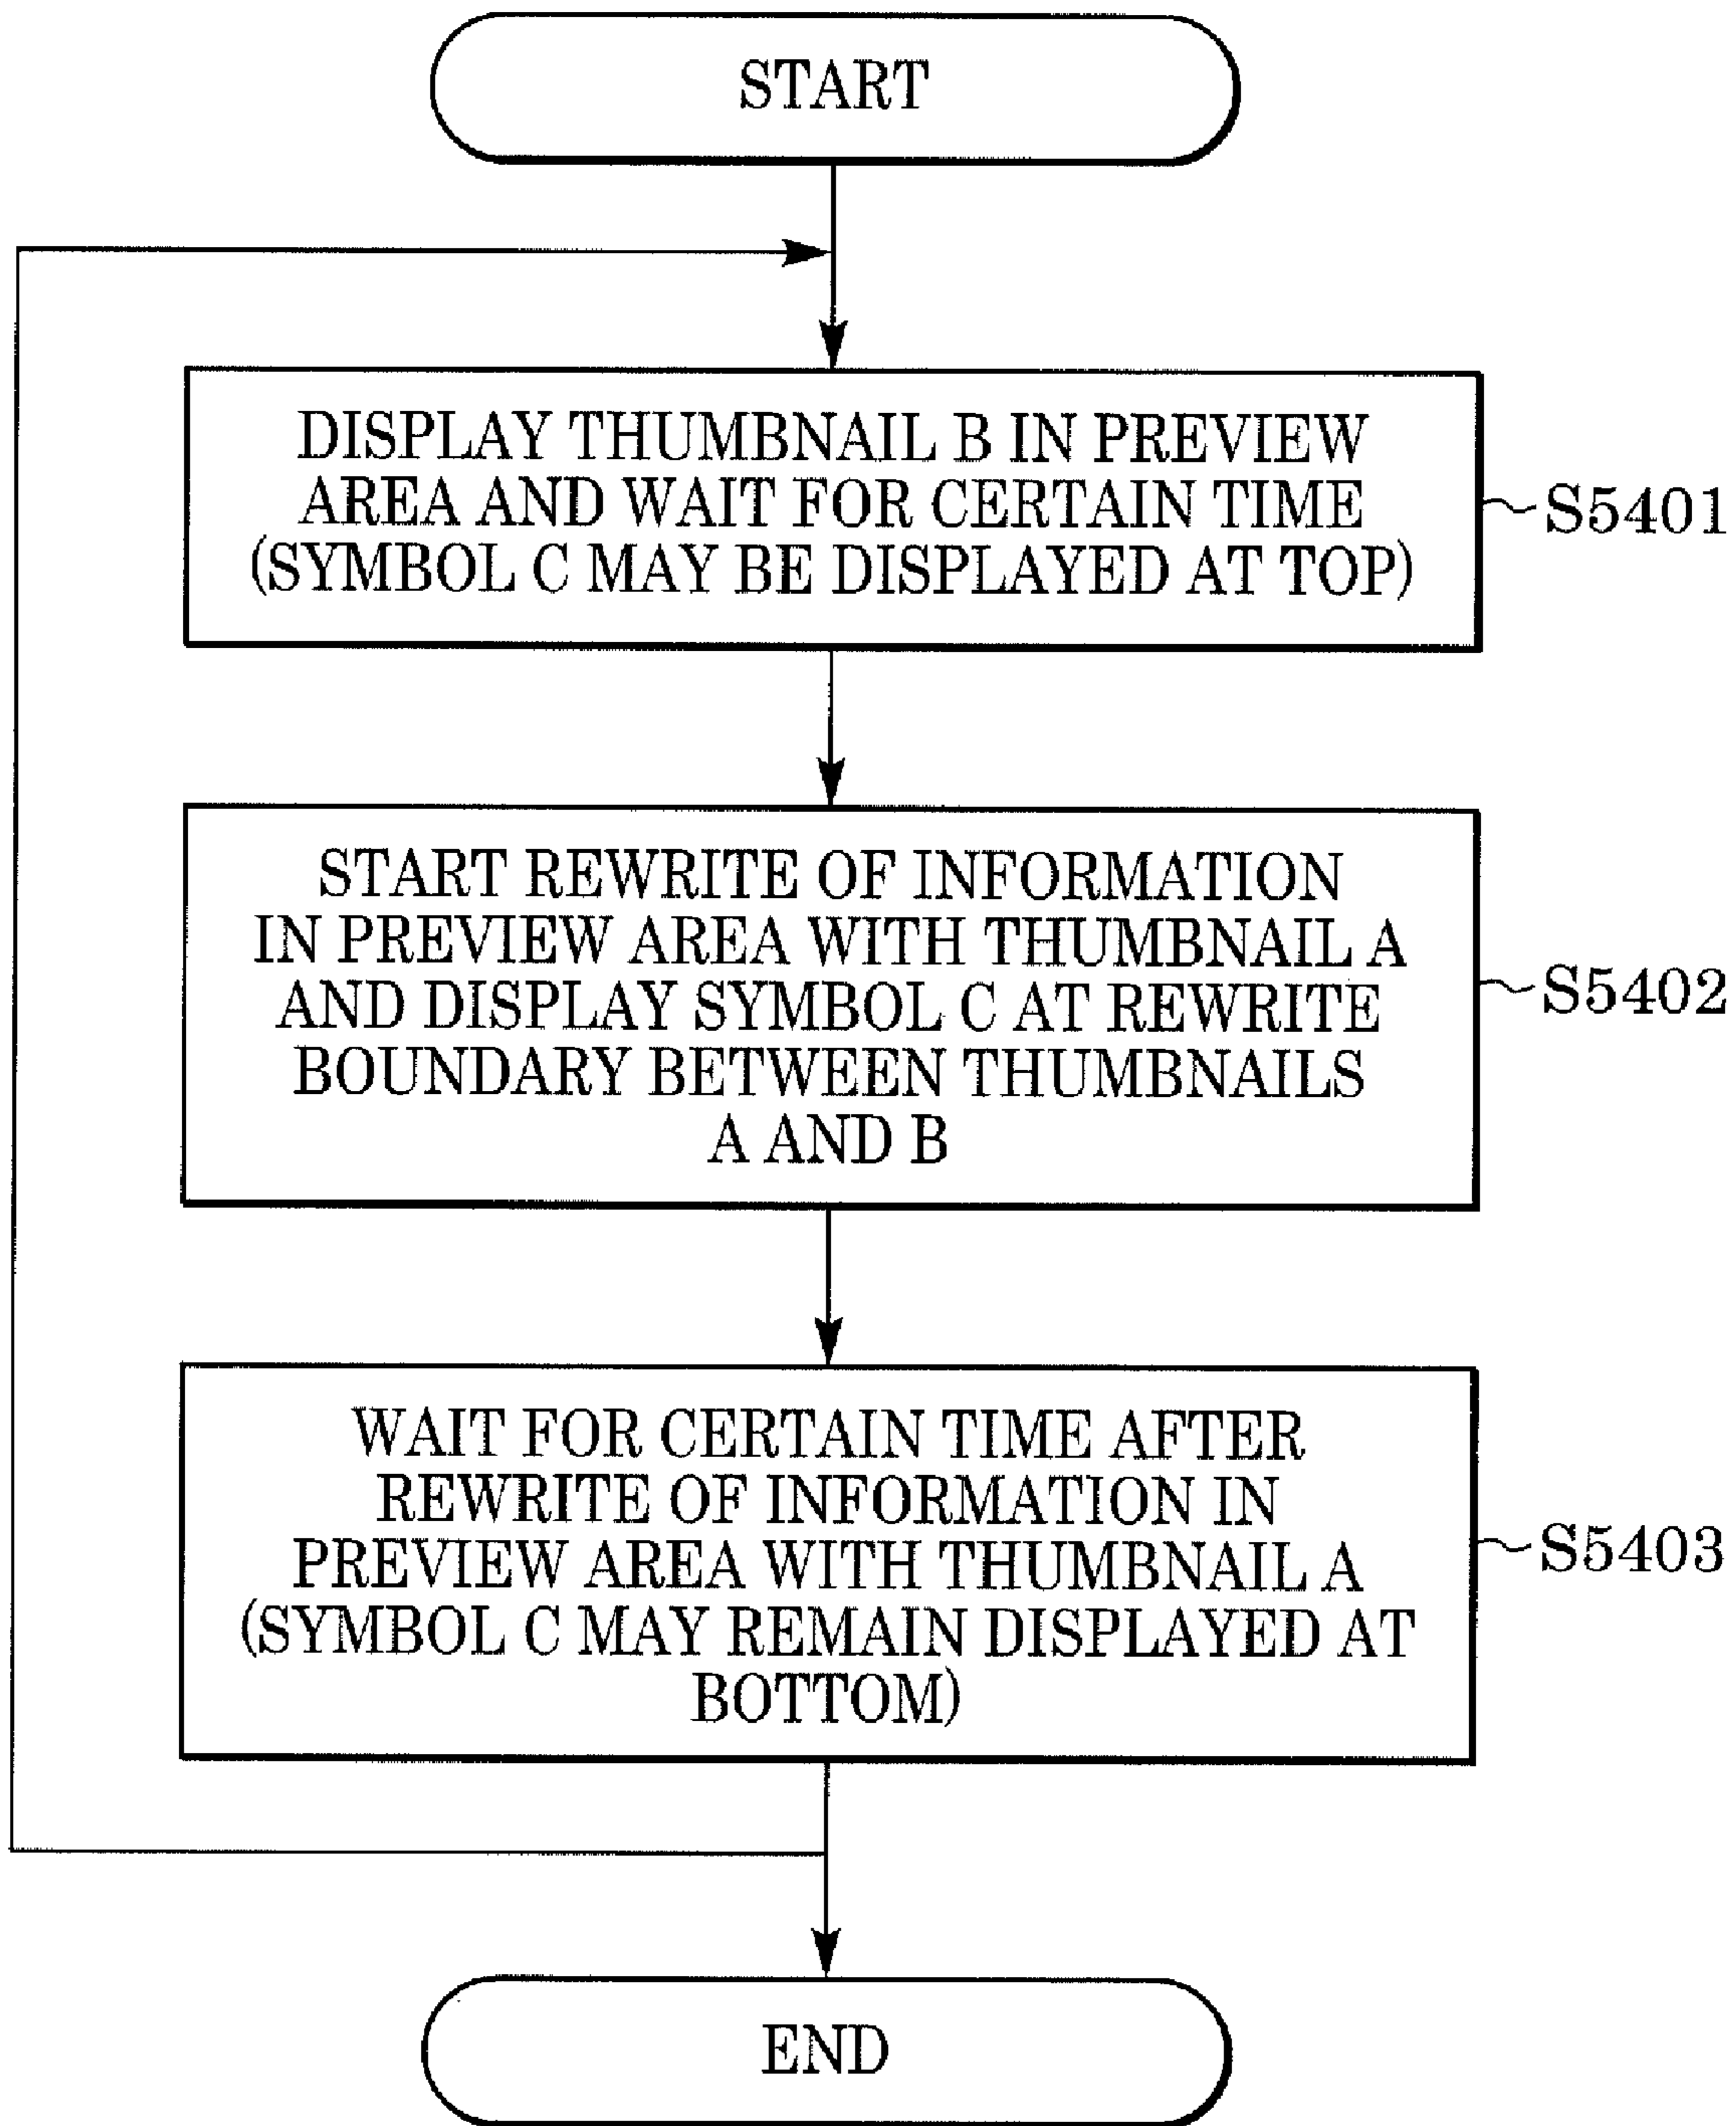 START
DISPLAY THUMBNAIL B IN PREVIEW
AREA AND WAIT FOR CERTAIN TIME
(SYMBOL C MAY BE DISPLAYED AT TOP)
S5401
START REWRITE OF INFORMATION
IN PREVIEW AREA WITH THUMBNAIL A
AND DISPLAY SYMBOL C AT REWRITE
BOUNDARY BETWEEN THUMBNAILS
A AND B
S5402
WAIT FOR CERTAIN TIME AFTER
REWRITE OF INFORMATION IN
PREVIEW AREA WITH THUMBNAIL A
(SYMBOL C MAY REMAIN DISPLAYED AT
BOTTOM)
S5403
END